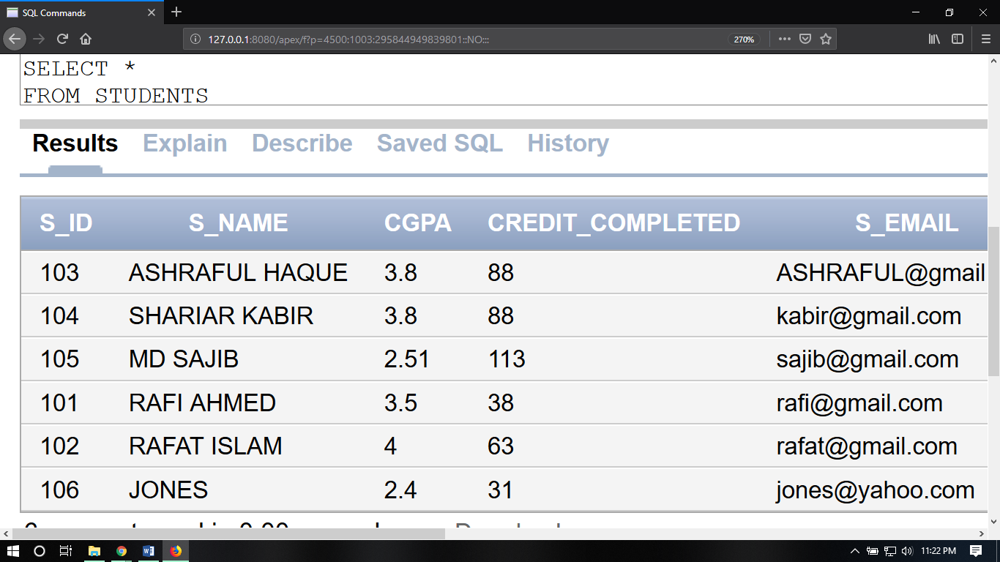 SQL Commands
127.0.0.1:8080/apex/f?p=4500:1003:295844949839801::NO::: 270%
SELECT *
FROM STUDENTS
Results Explain Describe Saved SQL History
S_ID S_NAME CGPA CREDIT_COMPLETED S_EMAIL
103 ASHRAFUL HAQUE 3.8 88 ASHRAFUL@gmail
104 SHARIAR KABIR 3.8 88 kabir@gmail.com
105 MD SAJIB 2.51 113 sajib@gmail.com
101 RAFI AHMED 3.5 38 rafi@gmail.com
102 RAFAT ISLAM 4 63 rafat@gmail.com
106 JONES 2.4 31 jones@yahoo.com
11:22 PM